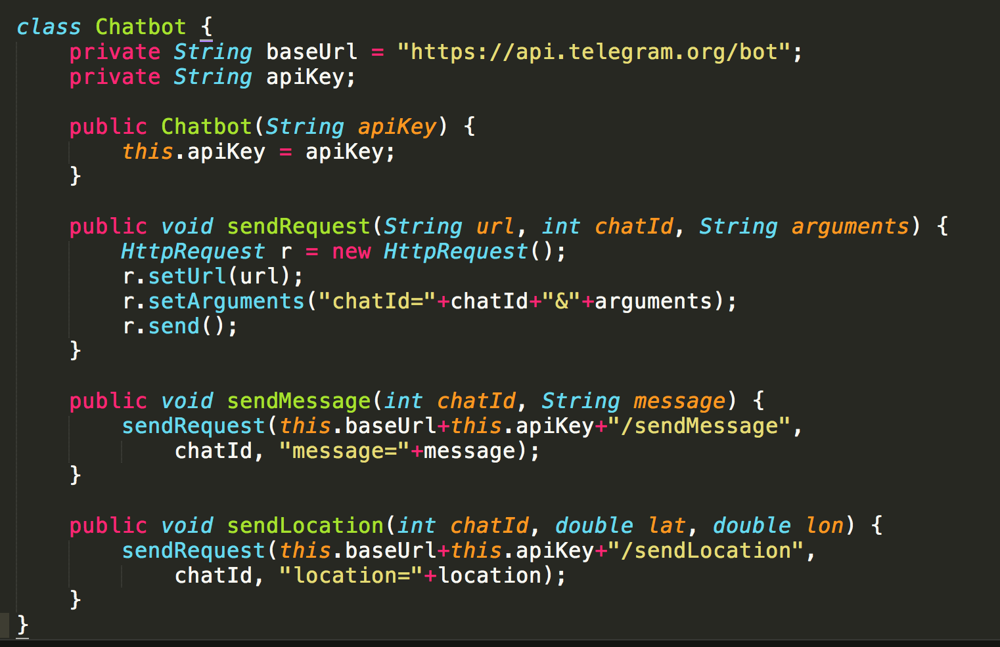 class Chatbot {
    private String baseUrl = "https://api.telegram.org/bot";
    private String apiKey;

    public Chatbot(String apiKey) {
        this.apiKey = apiKey;
    }

    public void sendRequest(String url, int chatId, String arguments) {
        HttpRequest r = new HttpRequest();
        r.setUrl(url);
        r.setArguments("chatId="+chatId+"&"+arguments);
        r.send();
    }

    public void sendMessage(int chatId, String message) {
        sendRequest(this.baseUrl+this.apiKey+"/sendMessage",
            chatId, "message="+message);
    }

    public void sendLocation(int chatId, double lat, double lon) {
        sendRequest(this.baseUrl+this.apiKey+"/sendLocation",
            chatId, "location="+location);
    }
}